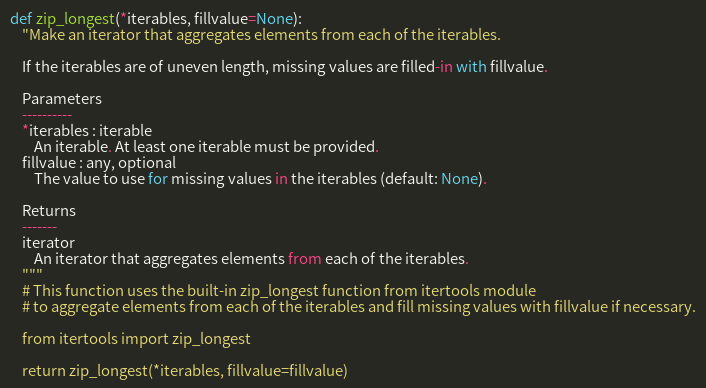 def zip_longest(*iterables, fillvalue=None):
"Make an iterator that aggregates elements from each of the iterables.
If the iterables are of uneven length, missing values are filled-in with fillvalue.
Parameters
----------
*iterables : iterable
An iterable. At least one iterable must be provided.
fillvalue : any, optional
The value to use for missing values in the iterables (default: None).
Returns
-------
iterator
An iterator that aggregates elements from each of the iterables.
"""
# This function uses the built-in zip_longest function from itertools module
# to aggregate elements from each of the iterables and fill missing values with fillvalue if necessary.
from itertools import zip_longest
return zip_longest(*iterables, fillvalue=fillvalue)